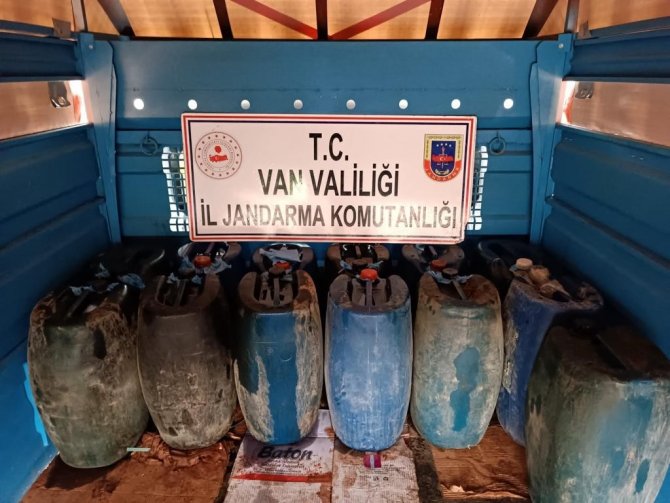 T.C.
VAN VALİLİĞİ
İL JANDARMA KOMUTANLIĞI
Baton